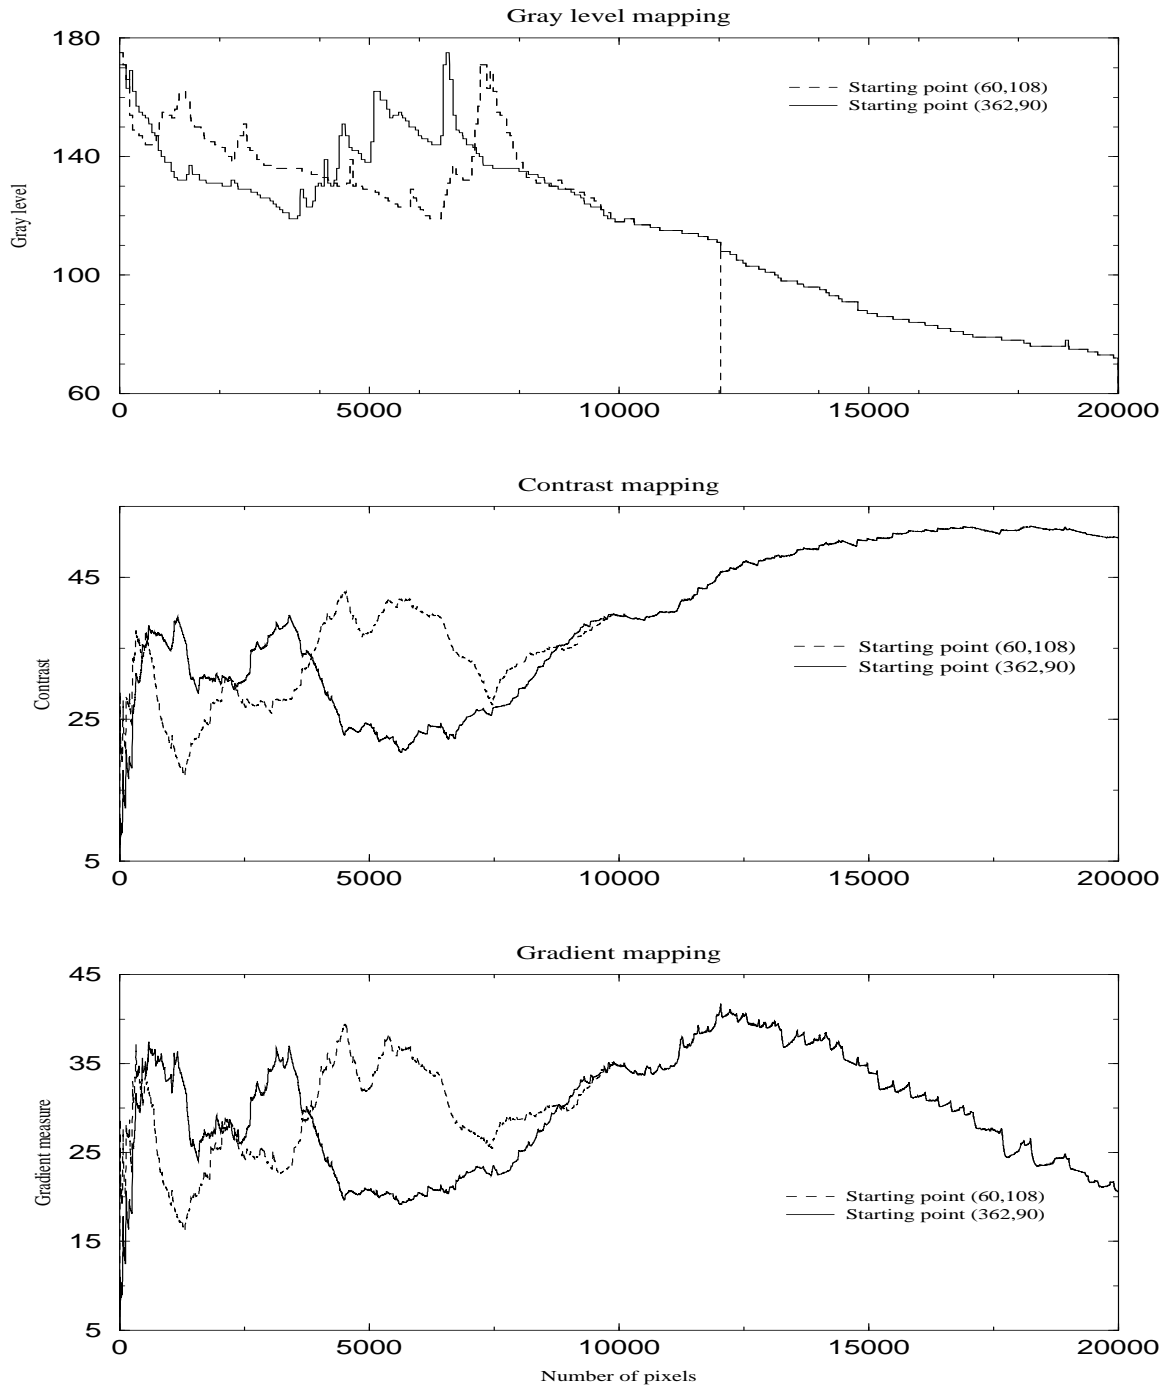 Gray level mapping
180
140
100
60
Gray level
Starting point (60,108)
Starting point (362,90)
0 5000 10000 15000 20000
Contrast mapping
45
25
5
Contrast
Starting point (60,108)
Starting point (362,90)
0 5000 10000 15000 20000
Gradient mapping
45
35
25
15
5
Gradient measure
Starting point (60,108)
Starting point (362,90)
0 5000 10000 15000 20000
Number of pixels